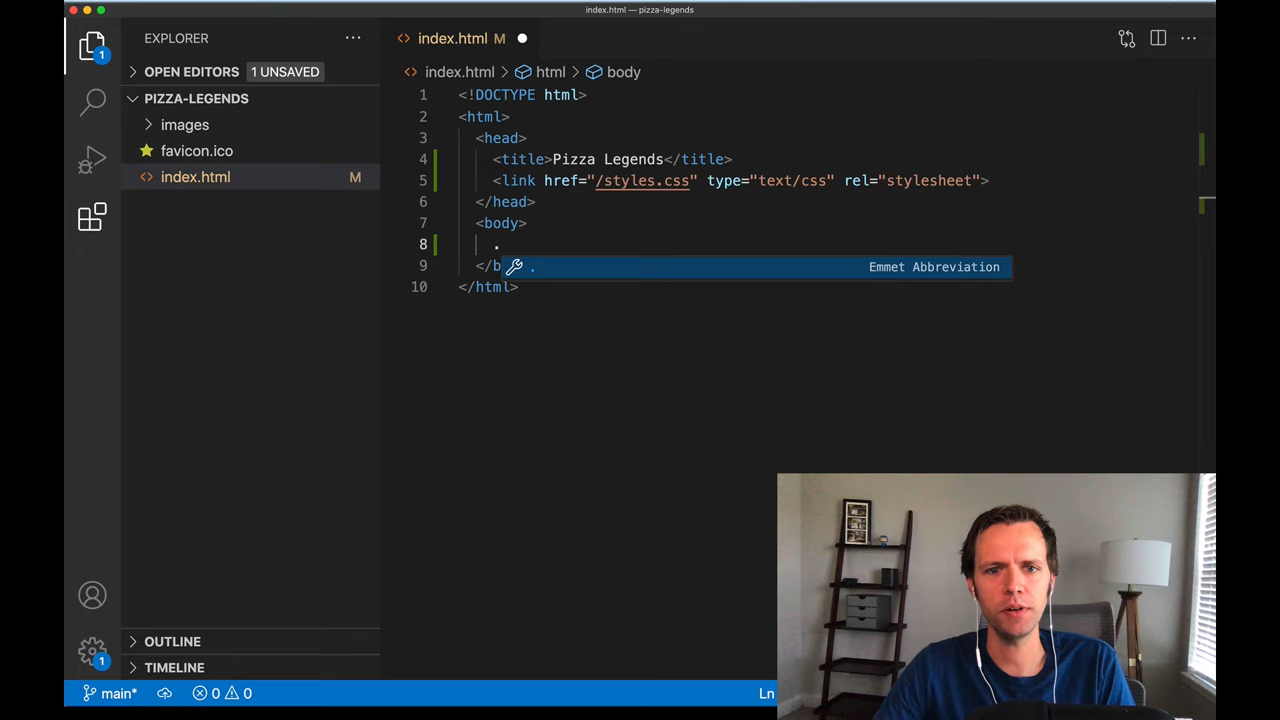 index.html — pizza-legends
EXPLORER
index.html M
OPEN EDITORS 1 UNSAVED
index.html > html > body
PIZZA-LEGENDS
images
favicon.ico
index.html M
1 <!DOCTYPE html>
2 <html>
3 <head>
4 <title>Pizza Legends</title>
5 <link href="/styles.css" type="text/css" rel="stylesheet">
6 </head>
7 <body>
8 .
9 </b
. Emmet Abbreviation
10 </html>
1
1
OUTLINE
TIMELINE
main* 0 0 Ln